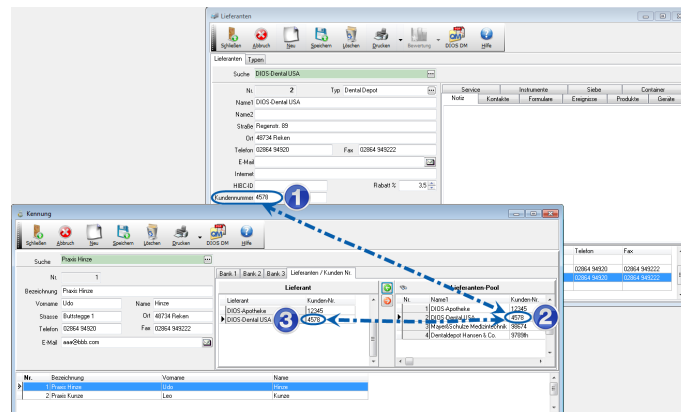 Lieferanten
Schließen Abbruch Neu Speichern Löschen Drucken Bewertung DIOS DM Hilfe
Lieferanten Typen
Suche DIOS-Dental USA
Nr. 2 Typ Dental Depot
Name1 DIOS-Dental USA
Name2
Straße Riegenstr. 89
Ort 48734 Reken
Telefon 02864 94920 Fax 02864 949222
E-Mail
Internet
HIBC-ID Rabatt % 3,5
Kundennummer 4578
Service Instrumente Siebe Container
Notiz Kontakte Formulare Ereignisse Produkte Geräte
1
Telefon Fax
02864 94920 02864 949222
02864 94920 02864 949222
Kennung
Schließen Abbruch Neu Speichern Löschen Drucken DIOS DM Hilfe
Suche Praxis Hinze
Nr. 1
Bezeichnung Praxis Hinze
Vorname Udo Name Hinze
Strasse Buttstegge 1 Ort 48734 Reken
Telefon 02864 94920 Fax 02864 949222
E-Mail aaa@bbb.com
Bank 1 Bank 2 Bank 3 Lieferanten / Kunden Nr.
Lieferant
Lieferant Kunden-Nr.
DIOS-Apotheke 12345
DIOS-Dental USA 4578
3
Lieferanten-Pool
Nr. Name1 Kunden-Nr.
1 DIOS-Apotheke 12345
2 DIOS-Dental USA 4578
3 Mayer&Schulze Medizintechnik 98674
4 Dentaldepot Hansen & Co. 9789th
2
Nr. Bezeichnung Vorname Name
1 Praxis Hinze Udo Hinze
2 Praxis Kunze Leo Kunze